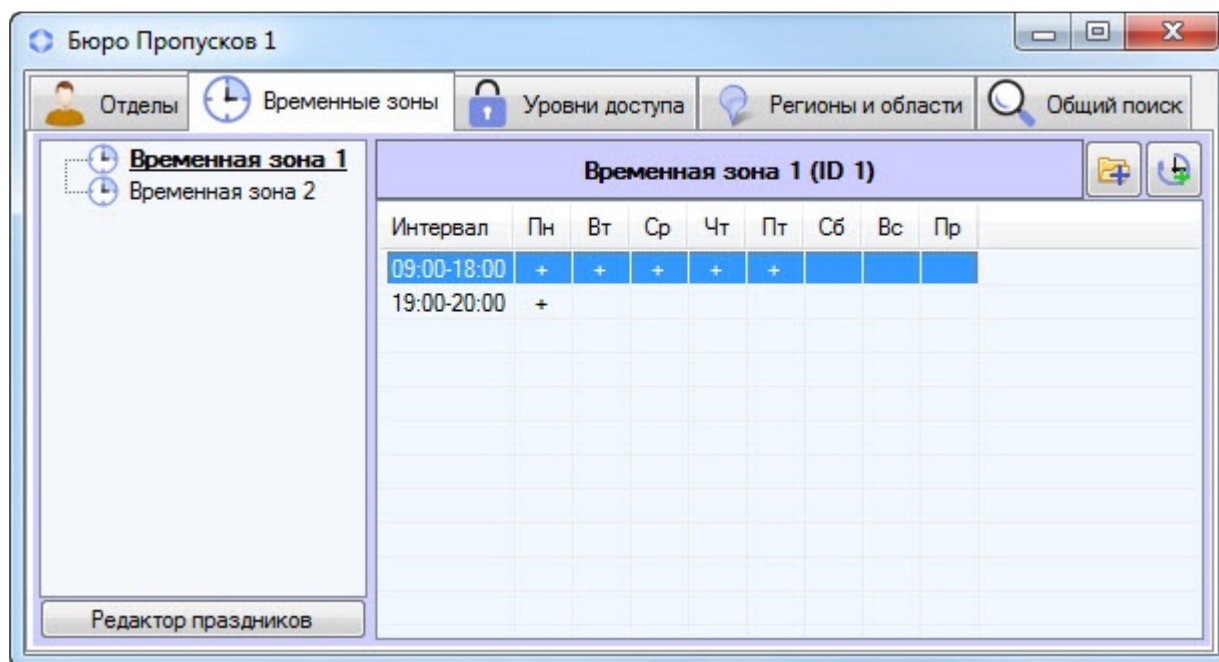 Бюро Пропусков 1
Отделы Временные зоны Уровни доступа Регионы и области Общий поиск
Временная зона 1
Временная зона 2
Временная зона 1 (ID 1)
Интервал Пн Вт Ср Чт Пт Сб Вс Пр
09:00-18:00 + + + + +
19:00-20:00 +
Редактор праздников